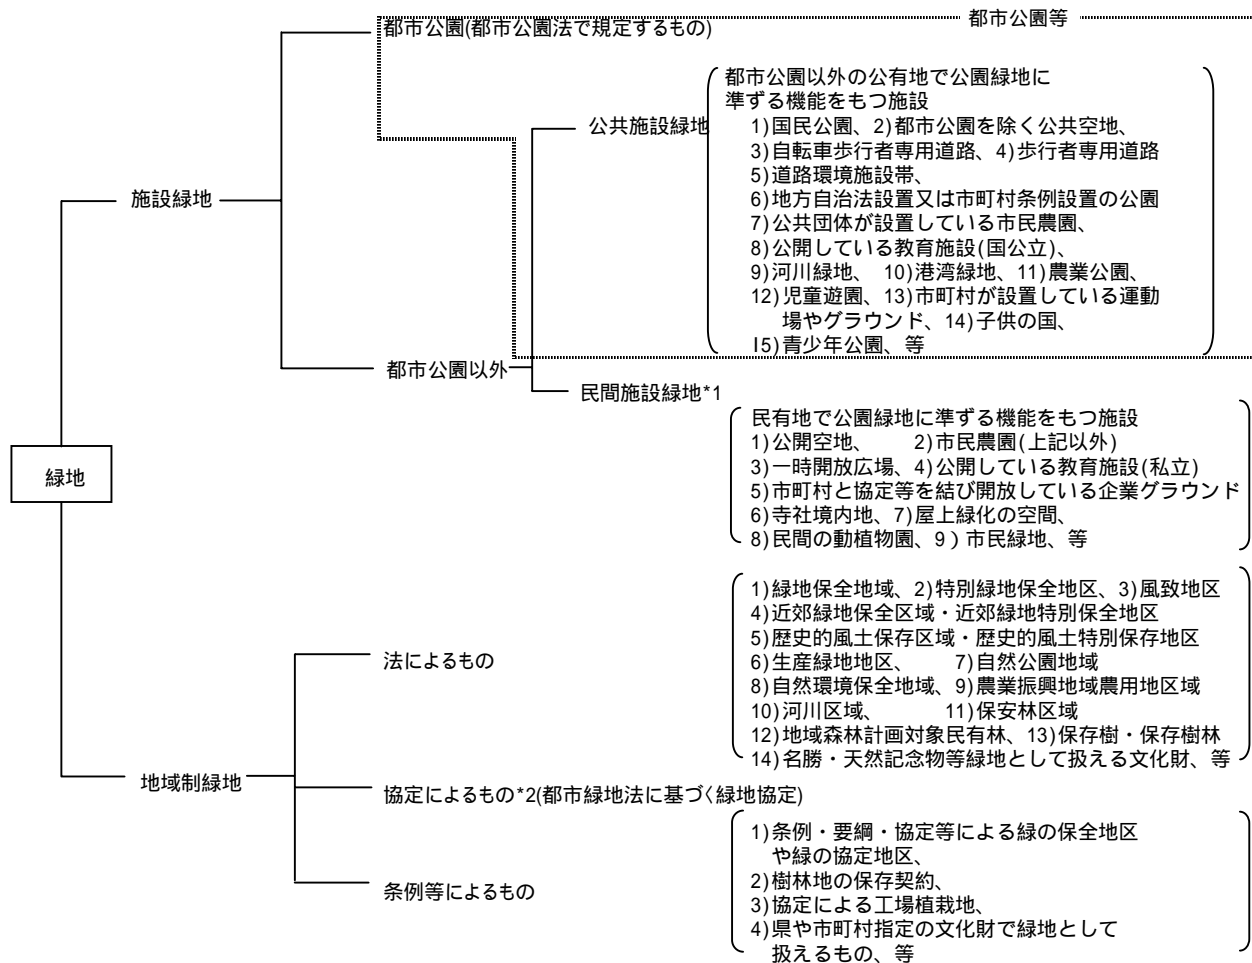 都市公園等
都市公園(都市公園法で規定するもの)
都市公園以外の公有地で公園緑地に
準ずる機能をもつ施設
公共施設緑地
1)国民公園、2)都市公園を除く公共空地、
3)自転車歩行者専用道路、4)歩行者専用道路
5)道路環境施設帯、
6)地方自治法設置又は市町村条例設置の公園
7)公共団体が設置している市民農園、
8)公開している教育施設(国公立)、
9)河川緑地、 10)港湾緑地、11)農業公園、
12)児童遊園、13)市町村が設置している運動
場やグラウンド、14)子供の国、
15)青少年公園、等
施設緑地
都市公園以外
民間施設緑地*1
民有地で公園緑地に準ずる機能をもつ施設
1)公開空地、 2)市民農園(上記以外)
3)一時開放広場、4)公開している教育施設(私立)
5)市町村と協定等を結び開放している企業グラウンド
6)寺社境内地、7)屋上緑化の空間、
8)民間の動植物園、9）市民緑地、等
緑地
1)緑地保全地域、2)特別緑地保全地区、3)風致地区
4)近郊緑地保全区域・近郊緑地特別保全地区
5)歴史的風土保存区域・歴史的風土特別保存地区
6)生産緑地地区、 7)自然公園地域
8)自然環境保全地域、9)農業振興地域農用地区域
10)河川区域、 11)保安林区域
12)地域森林計画対象民有林、13)保存樹・保存樹林
14)名勝・天然記念物等緑地として扱える文化財、等
法によるもの
地域制緑地
協定によるもの*2(都市緑地法に基づく緑地協定)
条例等によるもの
1)条例・要綱・協定等による緑の保全地区
や緑の協定地区、
2)樹林地の保存契約、
3)協定による工場植栽地、
4)県や市町村指定の文化財で緑地として
扱えるもの、等